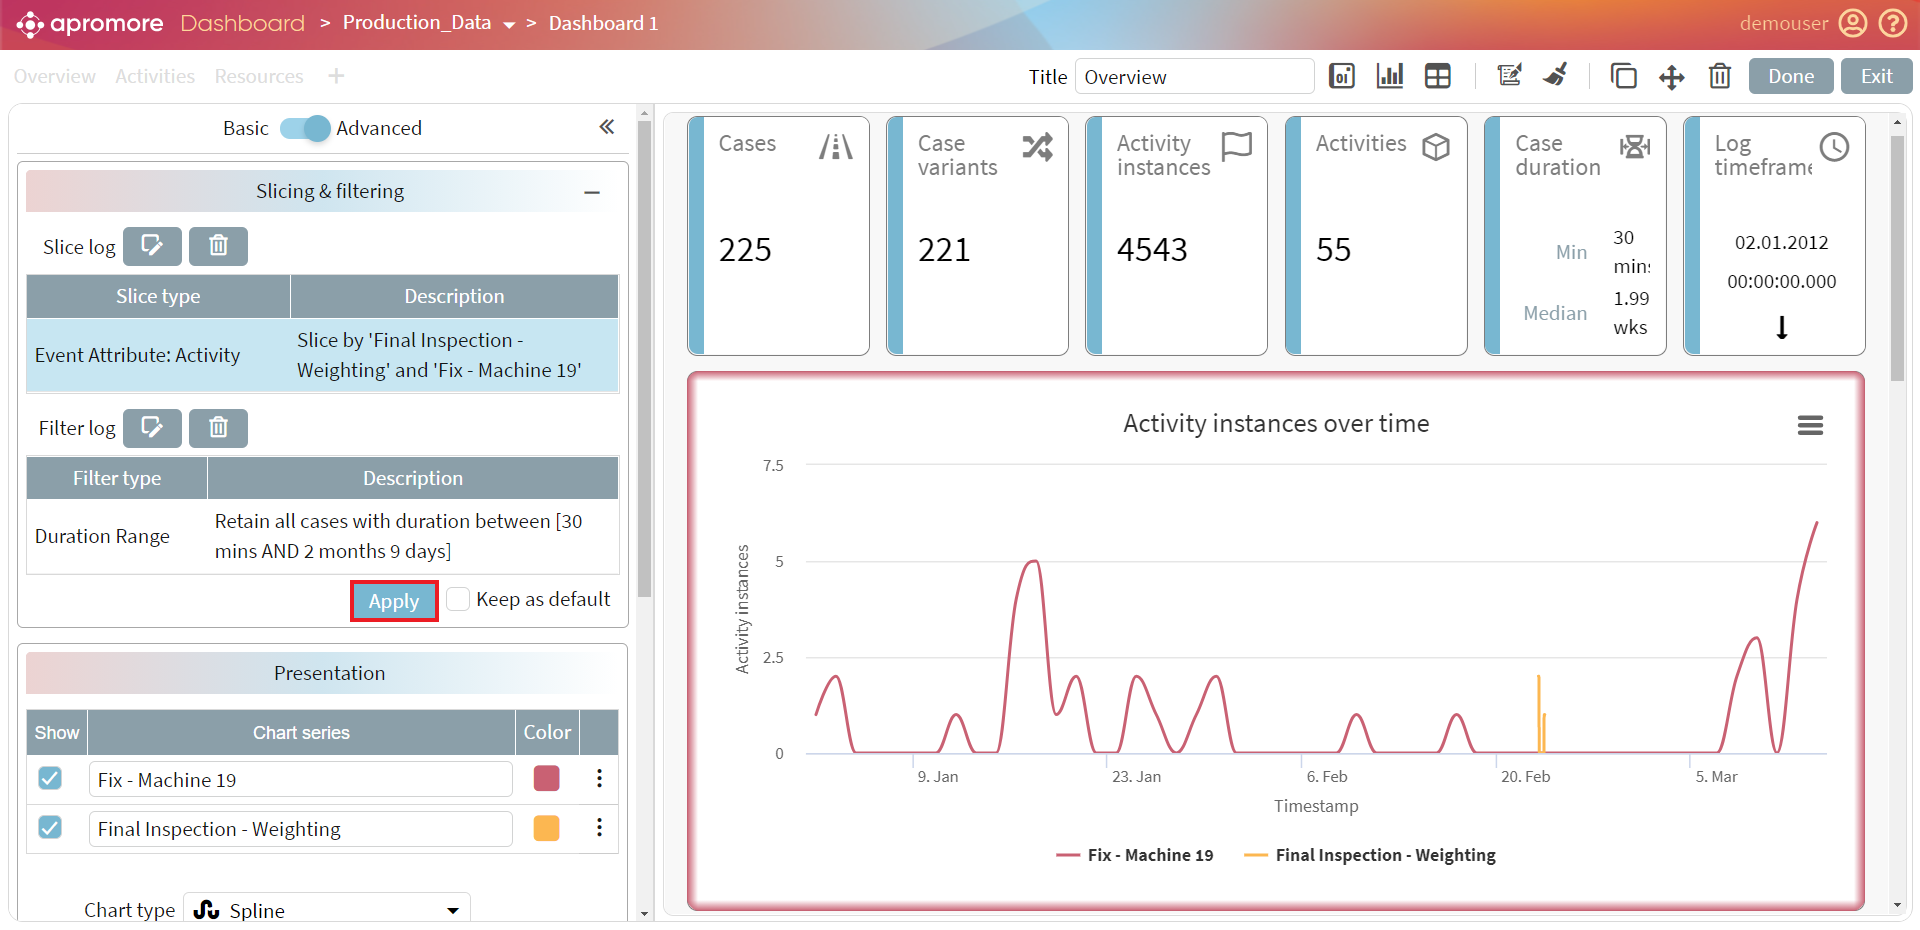 apromore Dashboard > Production_Data > Dashboard 1 demouser
Overview Activities Resources + Title Overview Done Exit
Basic Advanced
Slicing & filtering
Slice log
Slice type Description
Event Attribute: Activity
Slice by 'Final Inspection -
Weighting' and 'Fix - Machine 19'
Filter log
Filter type Description
Duration Range
Retain all cases with duration between [30
mins AND 2 months 9 days]
Apply Keep as default
Presentation
Show Chart series Color
Fix - Machine 19
Final Inspection - Weighting
Chart type Spline
Cases
225
Case
variants
221
Activity
instances
4543
Activities
55
Case
duration
Min
30
mins
Median
1.99
wks
Log
timeframe
02.01.2012
00:00:00.000
Activity instances over time
Activity instances
7.5
5
2.5
0
9. Jan 23. Jan 6. Feb 20. Feb 5. Mar
Timestamp
Fix - Machine 19 Final Inspection - Weighting